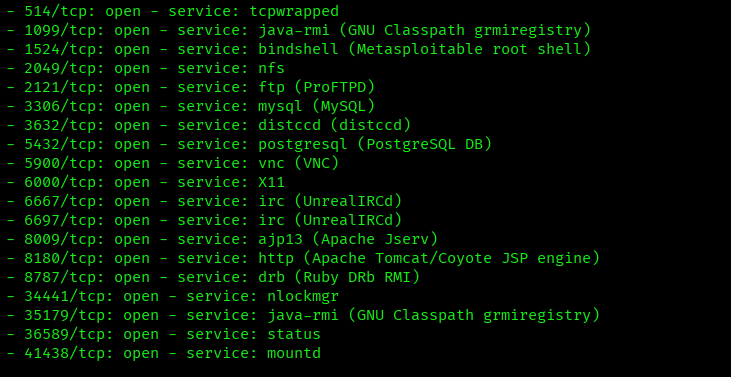 - 514/tcp: open - service: tcpwrapped
- 1099/tcp: open - service: java-rmi (GNU Classpath grmiregistry)
- 1524/tcp: open - service: bindshell (Metasploitable root shell)
- 2049/tcp: open - service: nfs
- 2121/tcp: open - service: ftp (ProFTPD)
- 3306/tcp: open - service: mysql (MySQL)
- 3632/tcp: open - service: distccd (distccd)
- 5432/tcp: open - service: postgresql (PostgreSQL DB)
- 5900/tcp: open - service: vnc (VNC)
- 6000/tcp: open - service: X11
- 6667/tcp: open - service: irc (UnrealIRCd)
- 6697/tcp: open - service: irc (UnrealIRCd)
- 8009/tcp: open - service: ajp13 (Apache Jserv)
- 8180/tcp: open - service: http (Apache Tomcat/Coyote JSP engine)
- 8787/tcp: open - service: drb (Ruby DRb RMI)
- 34441/tcp: open - service: nlockmgr
- 35179/tcp: open - service: java-rmi (GNU Classpath grmiregistry)
- 36589/tcp: open - service: status
- 41438/tcp: open - service: mountd